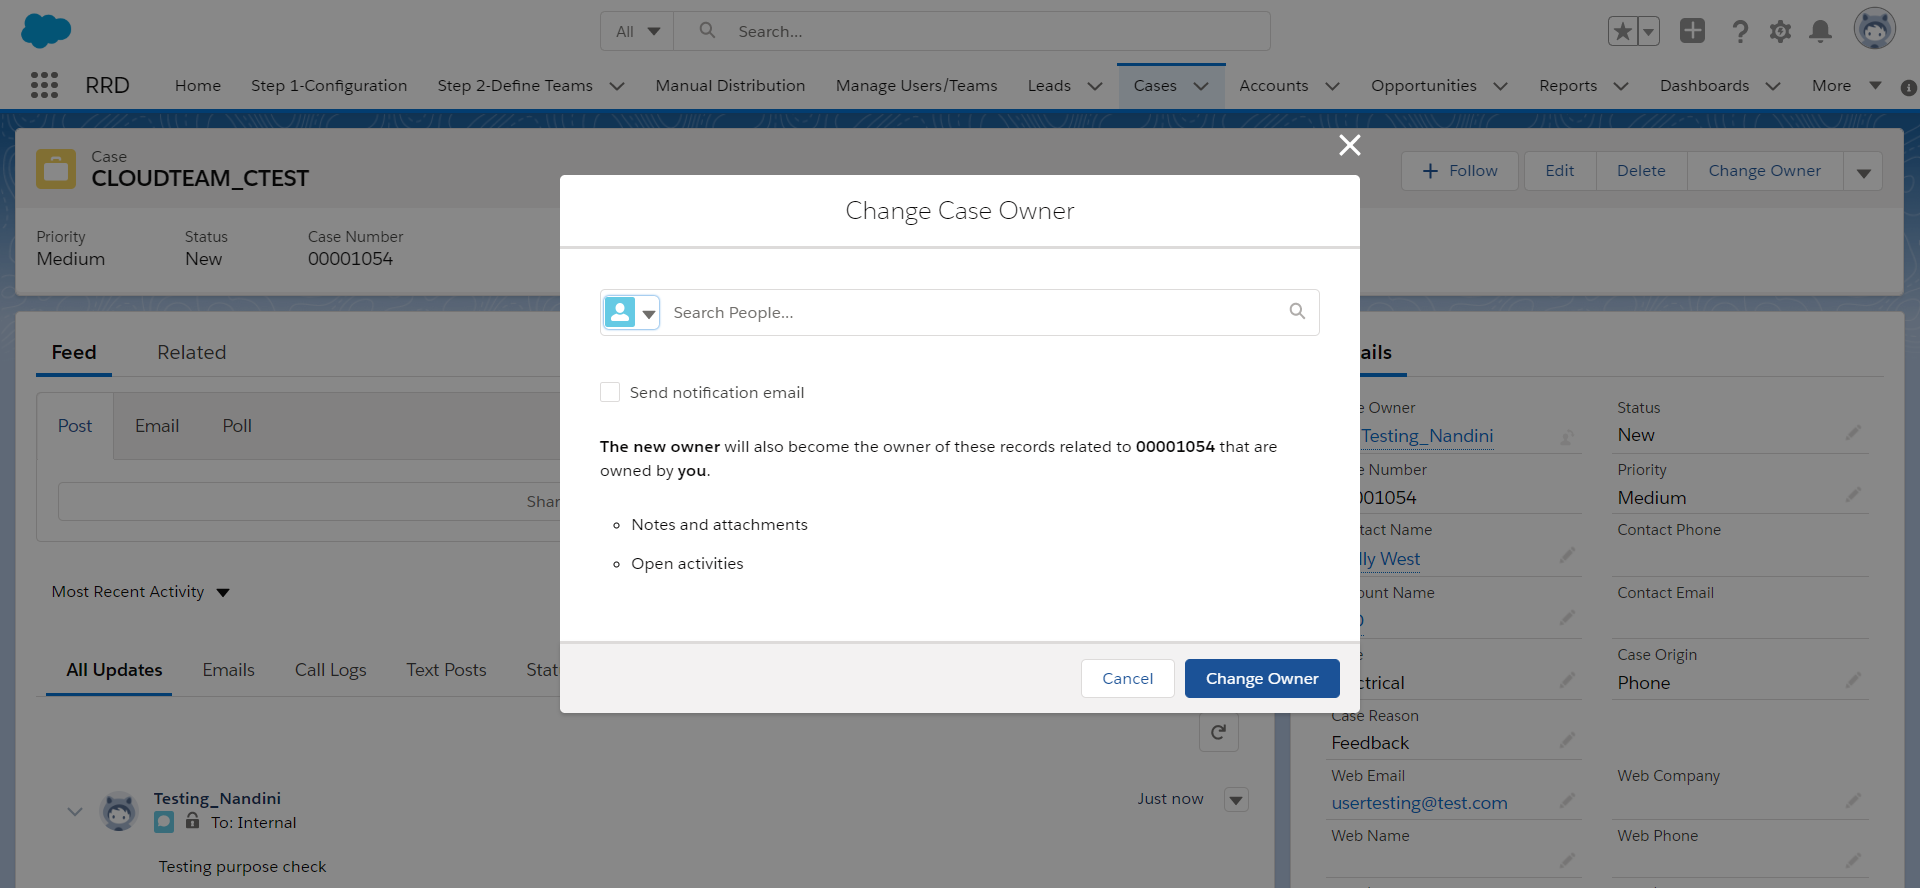 All
Search...
RRD
Home
Step 1-Configuration
Step 2-Define Teams
Manual Distribution
Manage Users/Teams
Leads
Cases
Accounts
Opportunities
Reports
Dashboards
More
Case
CLOUDTEAM_CTEST
Follow
Edit
Delete
Change Owner
Priority
Medium
Status
New
Case Number
00001054
Change Case Owner
Search People...
Send notification email
The new owner will also become the owner of these records related to 00001054 that are
owned by you.
Notes and attachments
Open activities
Cancel
Change Owner
Feed
Related
Post
Email
Poll
Shar
Most Recent Activity
All Updates
Emails
Call Logs
Text Posts
Stat
Testing_Nandini
To: Internal
Just now
Testing purpose check
ails
e Owner
Testing_Nandini
Status
New
e Number
001054
Priority
Medium
tact Name
lly West
Contact Phone
ount Name
Contact Email
e
ctrical
Case Origin
Phone
Case Reason
Feedback
Web Email
usertesting@test.com
Web Company
Web Name
Web Phone